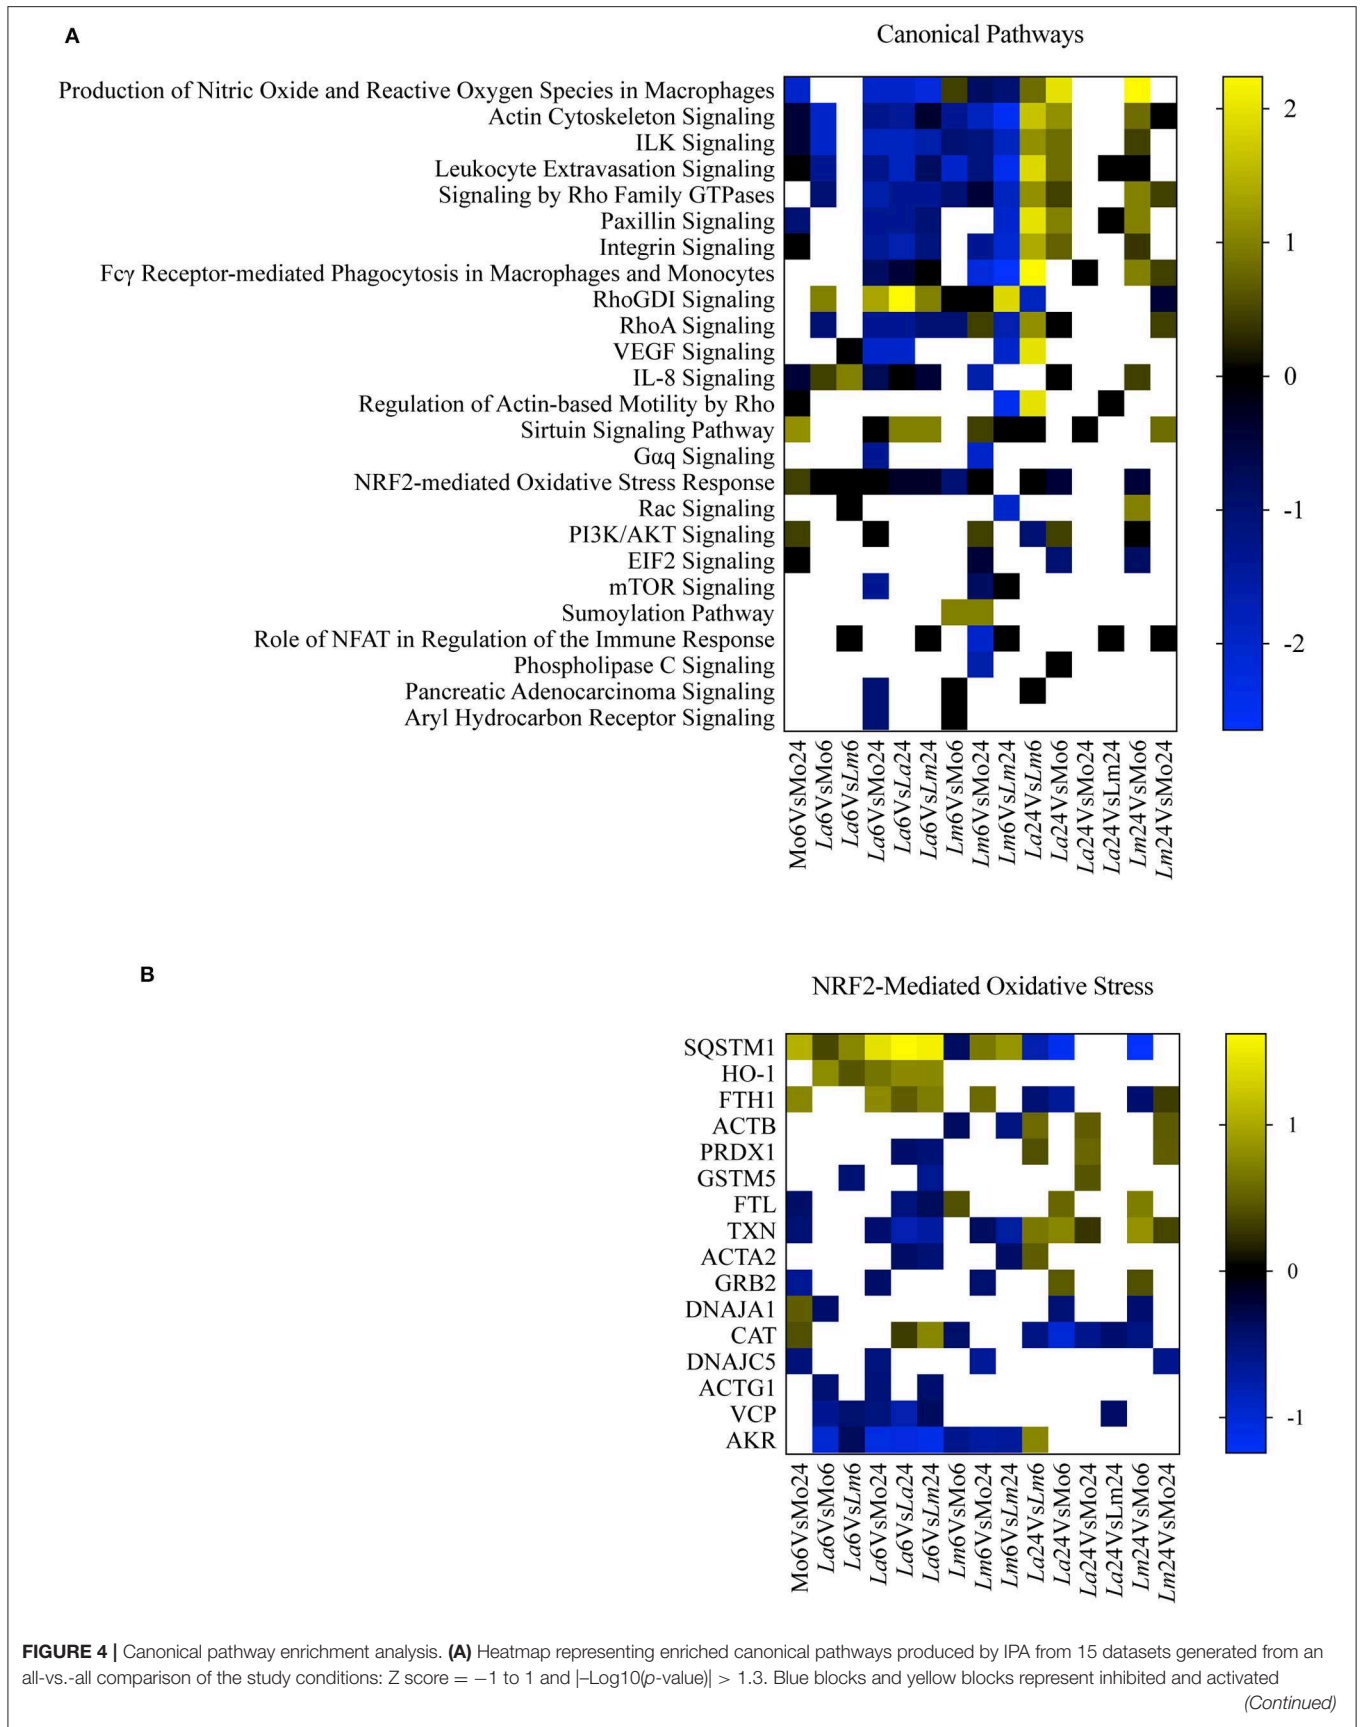 A
Canonical Pathways
Production of Nitric Oxide and Reactive Oxygen Species in Macrophages
Actin Cytoskeleton Signaling
ILK Signaling
Leukocyte Extravasation Signaling
Signaling by Rho Family GTPases
Paxillin Signaling
Integrin Signaling
Fcγ Receptor-mediated Phagocytosis in Macrophages and Monocytes
RhoGDI Signaling
RhoA Signaling
VEGF Signaling
IL-8 Signaling
Regulation of Actin-based Motility by Rho
Sirtuin Signaling Pathway
Gαq Signaling
NRF2-mediated Oxidative Stress Response
Rac Signaling
PI3K/AKT Signaling
EIF2 Signaling
mTOR Signaling
Sumoylation Pathway
Role of NFAT in Regulation of the Immune Response
Phospholipase C Signaling
Pancreatic Adenocarcinoma Signaling
Aryl Hydrocarbon Receptor Signaling
2
1
0
-1
-2
Mo6VsMo24
La6VsMo6
La6VsLm6
La6VsMo24
La6VsLa24
La6VsLm24
Lm6VsMo6
Lm6VsMo24
Lm6VsLm24
La24VsLm6
La24VsMo6
La24VsMo24
La24VsLm24
Lm24VsMo6
Lm24VsMo24
B
NRF2-Mediated Oxidative Stress
SQSTM1
HO-1
FTH1
ACTB
PRDX1
GSTM5
FTL
TXN
ACTA2
GRB2
DNAJA1
CAT
DNAJC5
ACTG1
VCP
AKR
1
0
-1
Mo6VsMo24
La6VsMo6
La6VsLm6
La6VsMo24
La6VsLa24
La6VsLm24
Lm6VsMo6
Lm6VsMo24
Lm6VsLm24
La24VsLm6
La24VsMo6
La24VsMo24
La24VsLm24
Lm24VsMo6
Lm24VsMo24
FIGURE 4 | Canonical pathway enrichment analysis. (A) Heatmap representing enriched canonical pathways produced by IPA from 15 datasets generated from an
all-vs.-all comparison of the study conditions: Z score = −1 to 1 and |–Log10(p-value)| > 1.3. Blue blocks and yellow blocks represent inhibited and activated
(Continued)